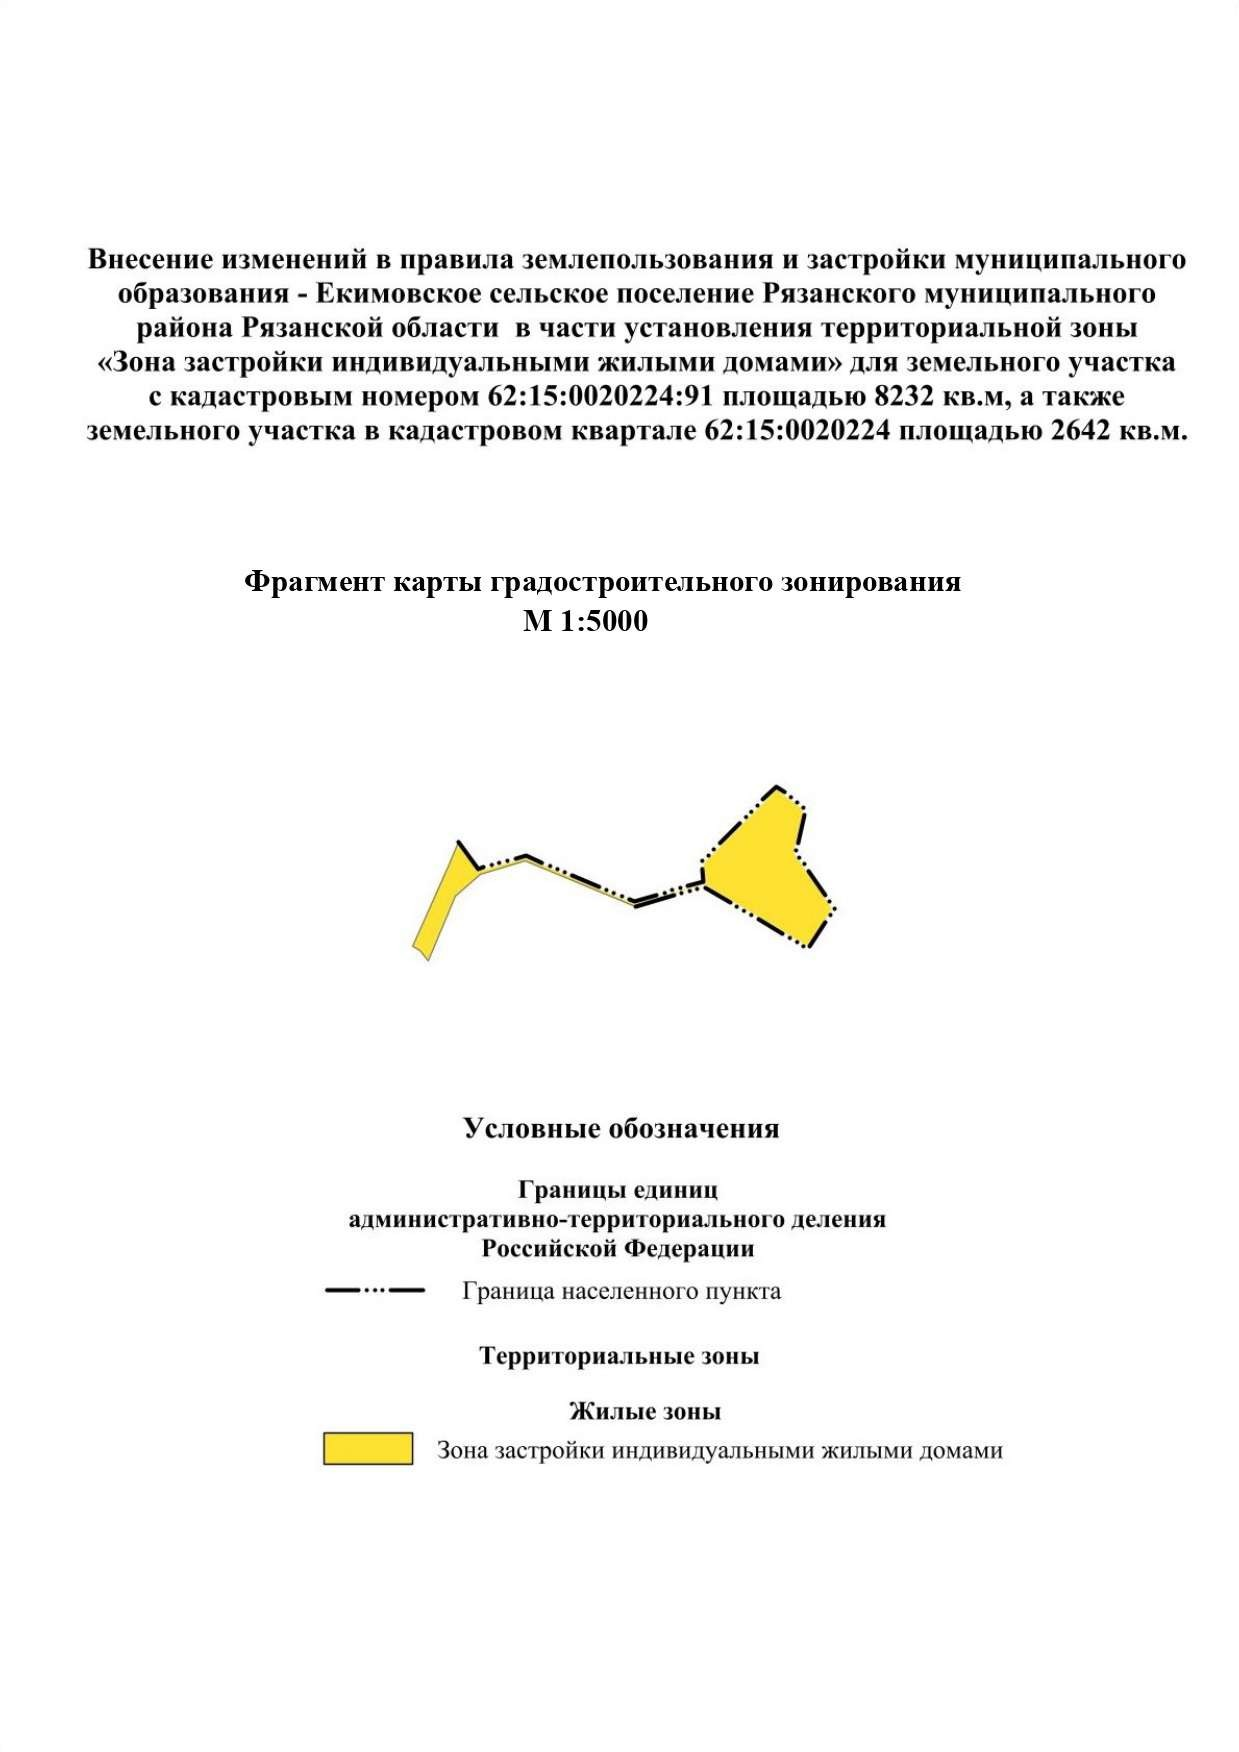 Внесение изменений в правила землепользования и застройки муниципального
образования - Екимовское сельское поселение Рязанского муниципального
района Рязанской области в части установления территориальной зоны
«Зона застройки индивидуальными жилыми домами» для земельного участка
с кадастровым номером 62:15:0020224:91 площадью 8232 кв.м, а также
земельного участка в кадастровом квартале 62:15:0020224 площадью 2642 кв.м.
Фрагмент карты градостроительного зонирования
М 1:5000
Условные обозначения
Границы единиц
административно-территориального деления
Российской Федерации
Граница населенного пункта
Территориальные зоны
Жилые зоны
Зона застройки индивидуальными жилыми домами